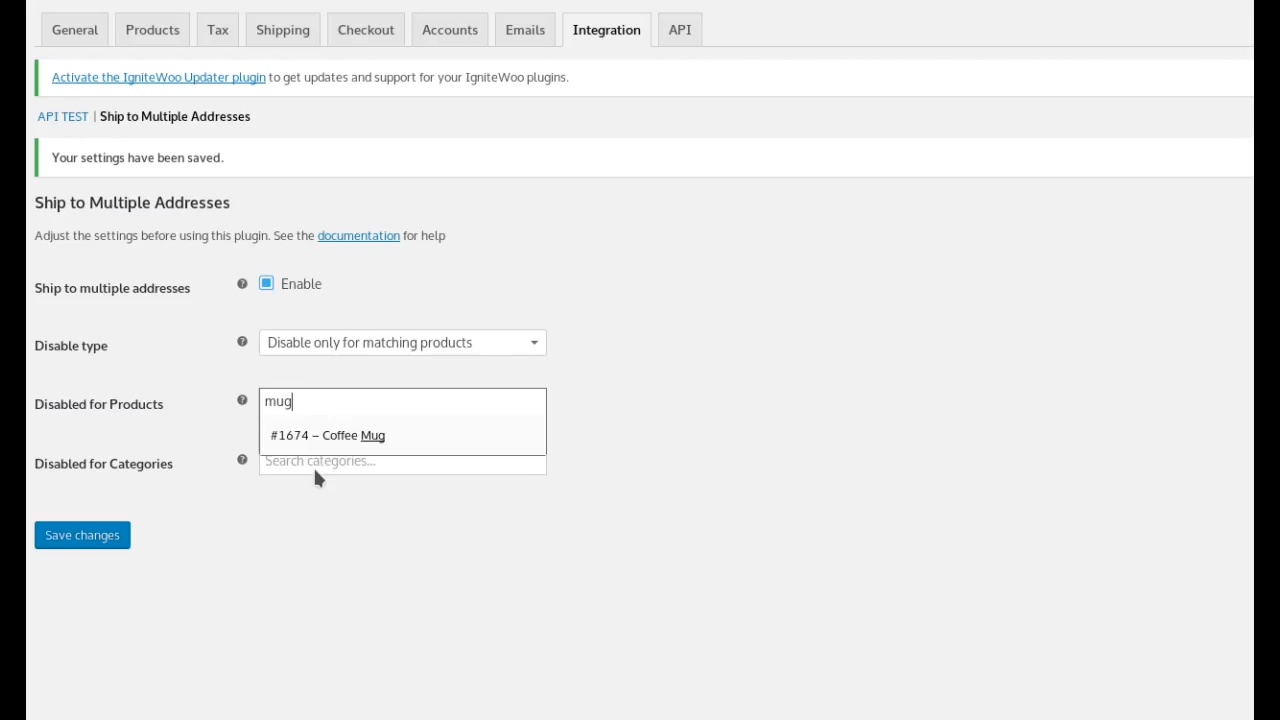 General Products Tax Shipping Checkout Accounts Emails Integration API
Activate the IgniteWoo Updater plugin to get updates and support for your IgniteWoo plugins.
API TEST | Ship to Multiple Addresses
Your settings have been saved.
Ship to Multiple Addresses
Adjust the settings before using this plugin. See the documentation for help
Ship to multiple addresses ? Enable
Disable type ? Disable only for matching products
Disabled for Products ? mug
#1674 – Coffee Mug
Disabled for Categories ? Search categories...
Save changes